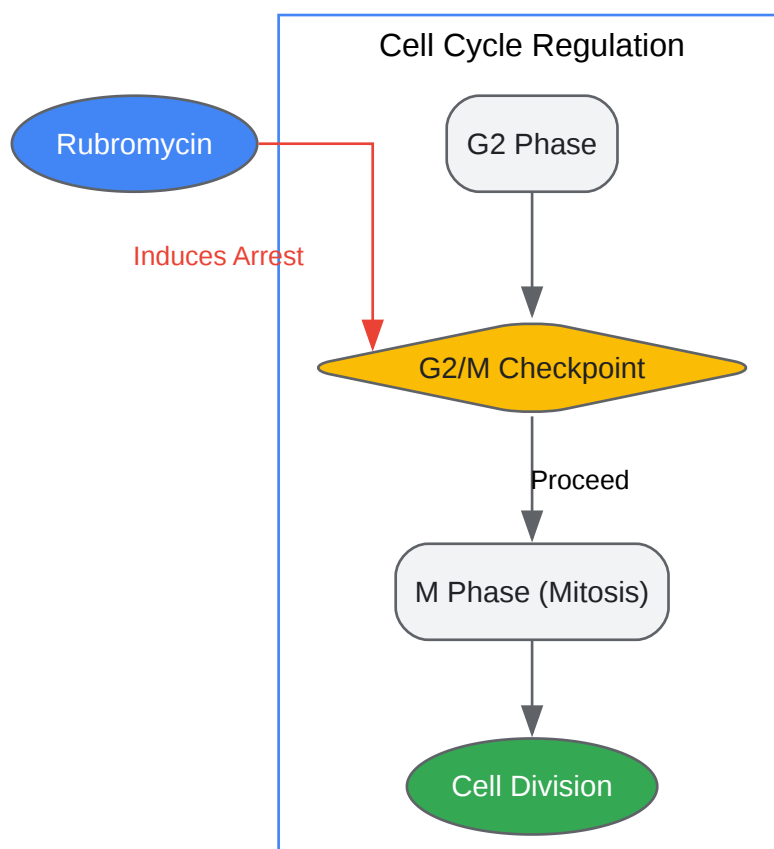 Cell Cycle Regulation
Rubromycin
G2 Phase
Induces Arrest
G2/M Checkpoint
Proceed
M Phase (Mitosis)
Cell Division